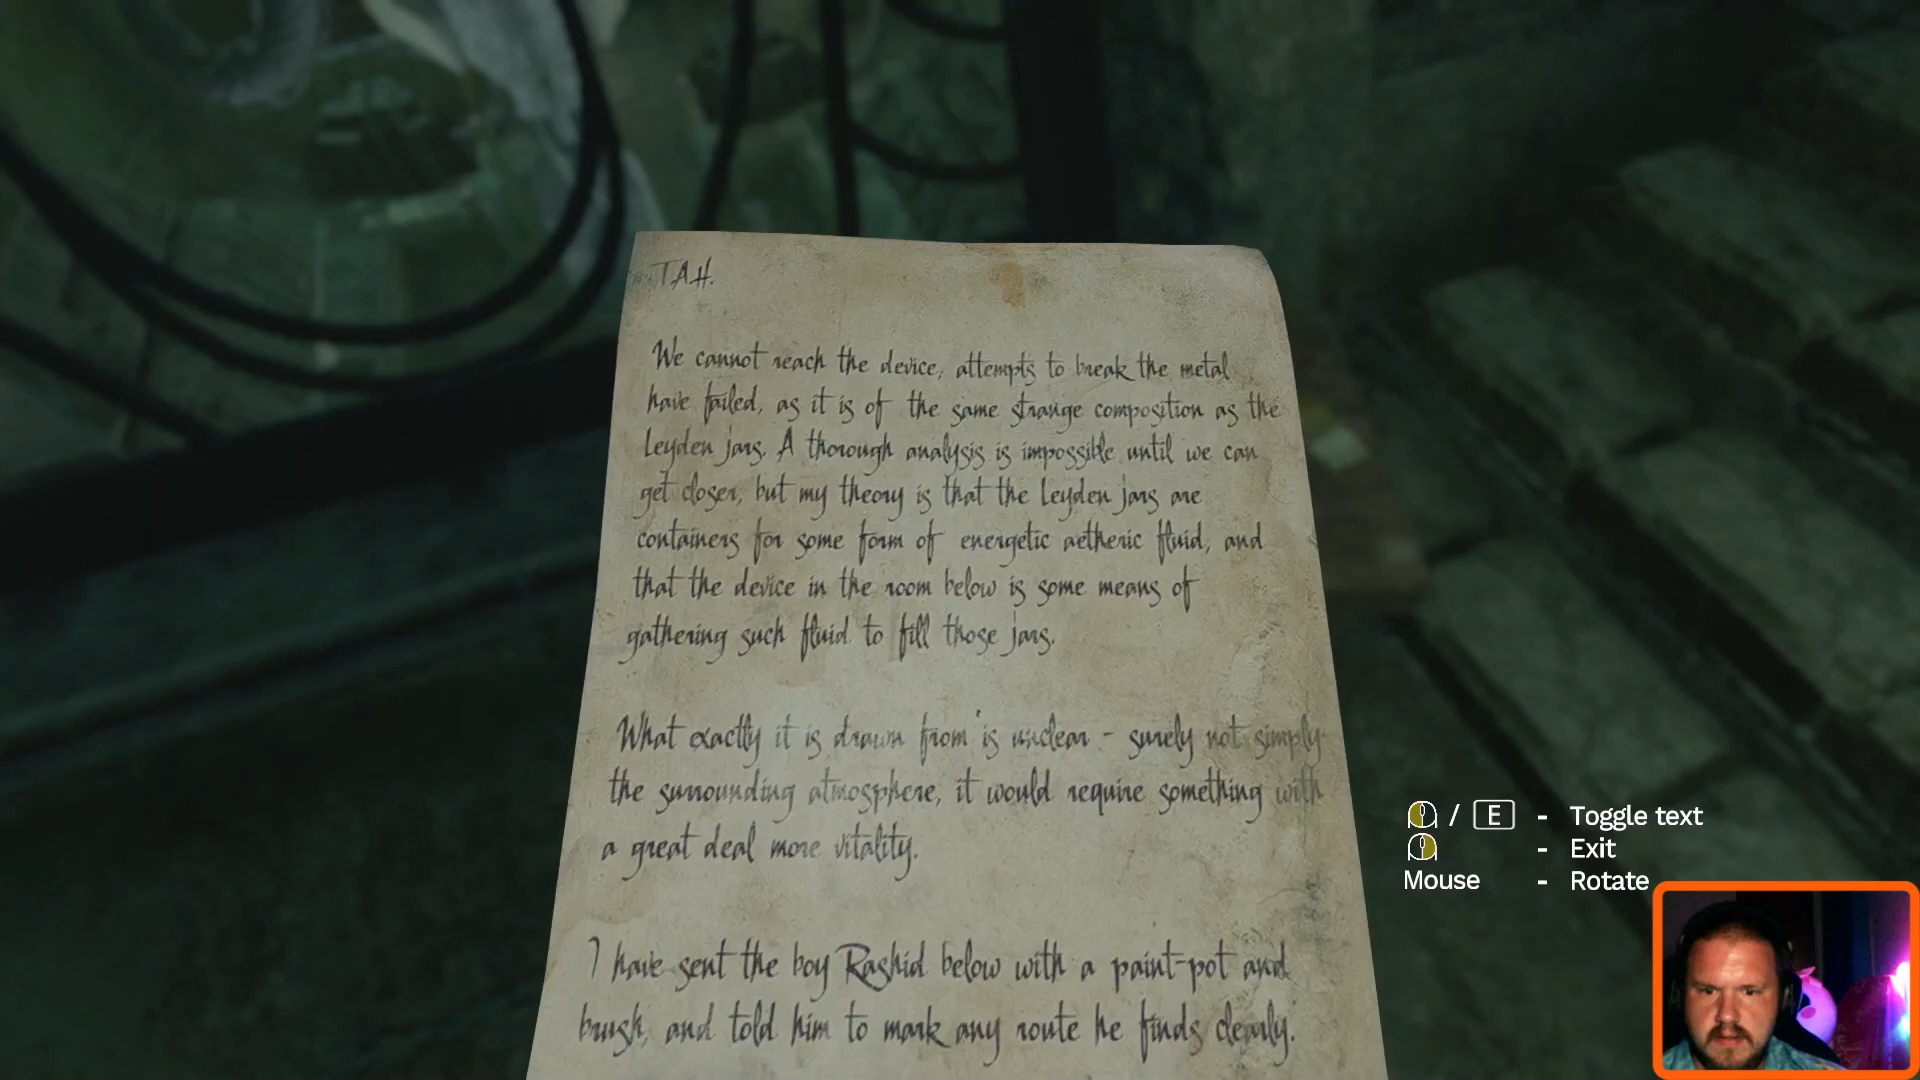 TAH.
We cannot reach the device, attempts to break the metal
have failed, as it is of the same strange composition as the
Leyden jars. A thorough analysis is impossible until we can
get closer, but my theory is that the Leyden jars are
containers for some form of energetic aetheric fluid, and
that the device in the room below is some means of
gathering such fluid to fill those jars.
What exactly it is drawn from is unclear - surely not simply
the surrounding atmosphere, it would require something with
a great deal more vitality.
I have sent the boy Rashid below with a paint-pot and
brush, and told him to mark any route he finds clearly.
/ E - Toggle text
- Exit
Mouse - Rotate